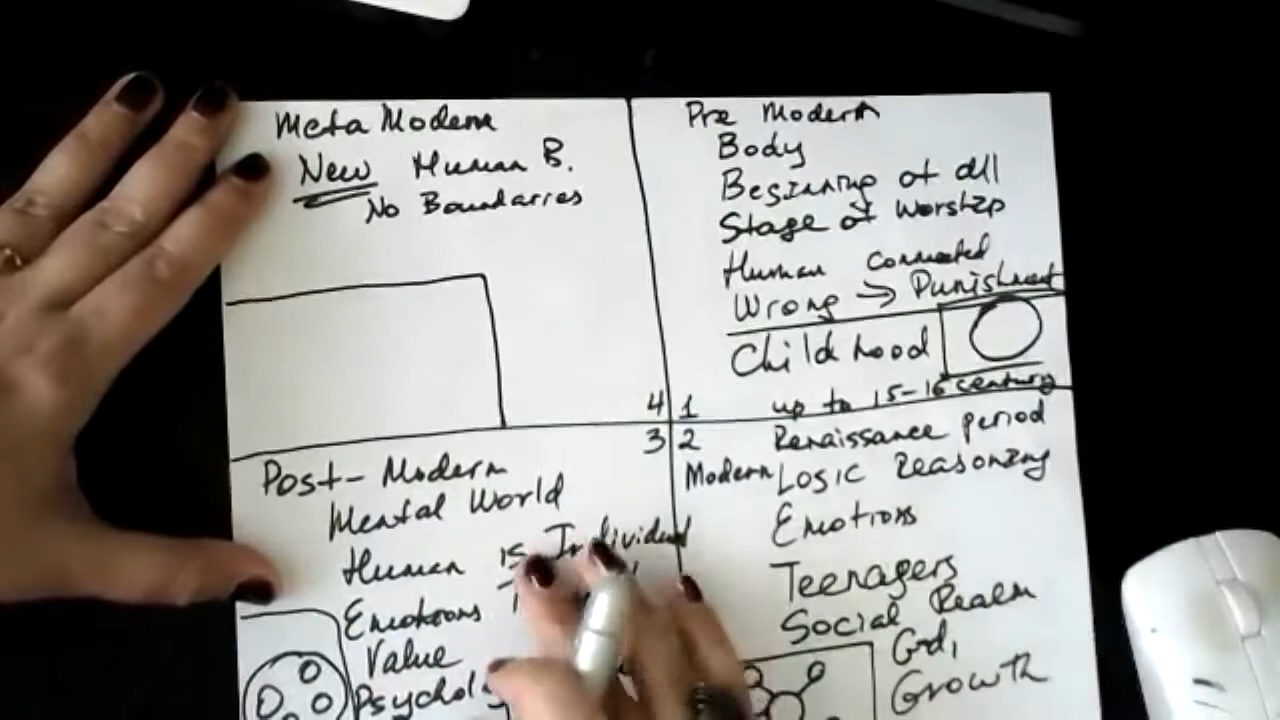 Meta Modern
New Human B.
No Boundaries
4
Pre Modern
Body
Beginning of all
Stage of worship
Human connected
Wrong → Punishment
Childhood
up to 15-16 century
1
3
Post-Modern
Mental World
Human is Individual
Emotions
Value
2
Renaissance period
Modern Logic Reasoning
Emotions
Teenagers
Social Realm
God,
Growth